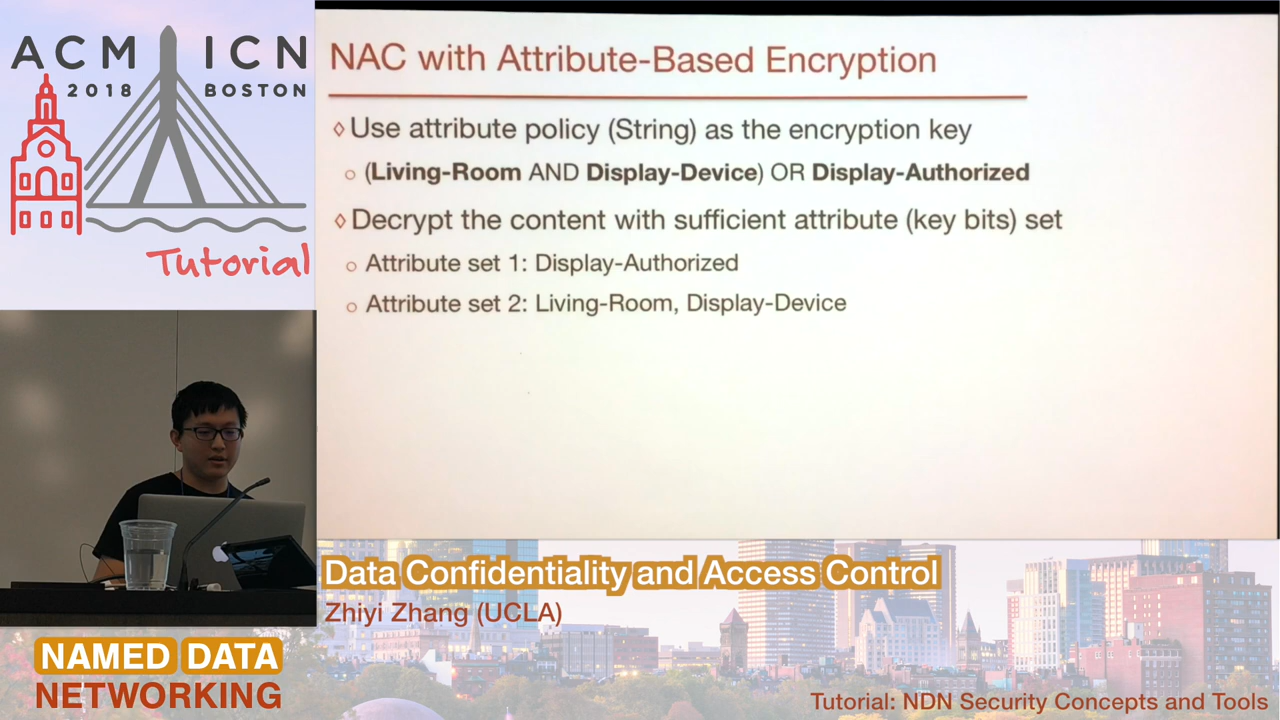 ACM ICN
2018 BOSTON
Tutorial
NAC with Attribute-Based Encryption
◊ Use attribute policy (String) as the encryption key
○ (Living-Room AND Display-Device) OR Display-Authorized
◊ Decrypt the content with sufficient attribute (key bits) set
○ Attribute set 1: Display-Authorized
○ Attribute set 2: Living-Room, Display-Device
Data Confidentiality and Access Control
Zhiyi Zhang (UCLA)
NAMED DATA
NETWORKING
Tutorial: NDN Security Concepts and Tools